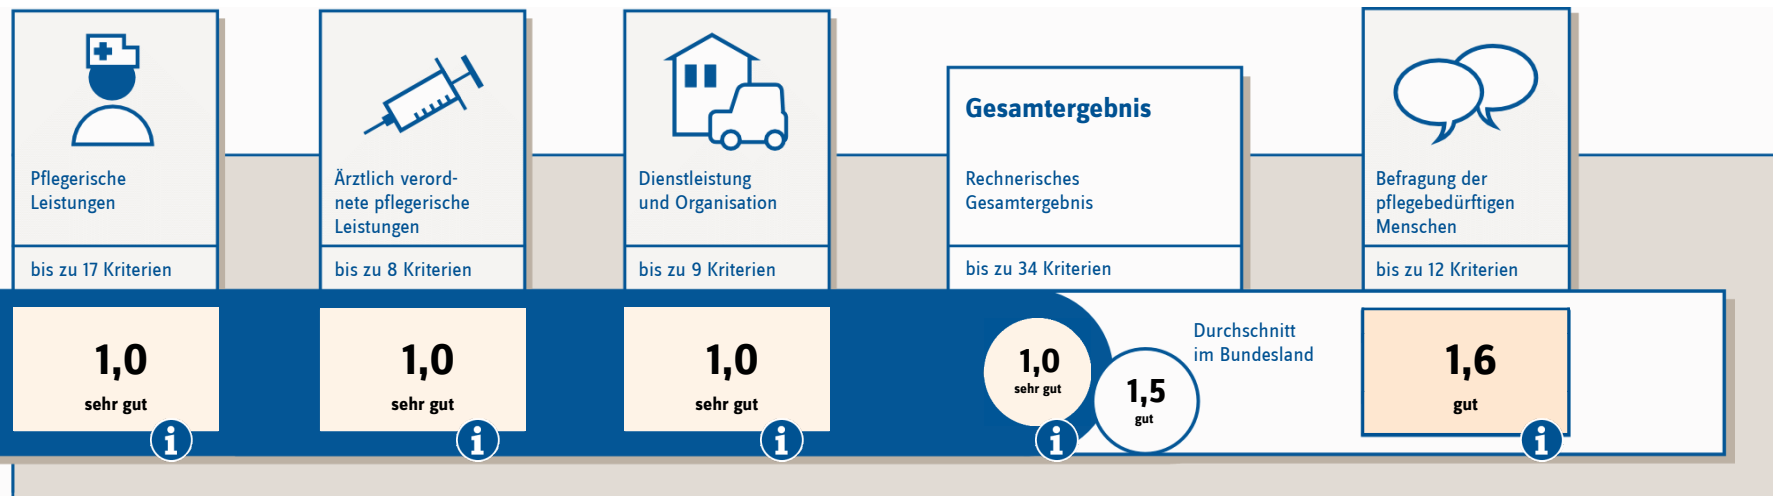 Pflegerische
Leistungen
bis zu 17 Kriterien
1,0
sehr gut
i
Ärztlich verord-
nete pflegerische
Leistungen
bis zu 8 Kriterien
1,0
sehr gut
i
Dienstleistung
und Organisation
bis zu 9 Kriterien
1,0
sehr gut
i
Gesamtergebnis
Rechnerisches
Gesamtergebnis
bis zu 34 Kriterien
1,0
sehr gut
i
1,5
gut
Durchschnitt
im Bundesland
Befragung der
pflegebedürftigen
Menschen
bis zu 12 Kriterien
1,6
gut
i